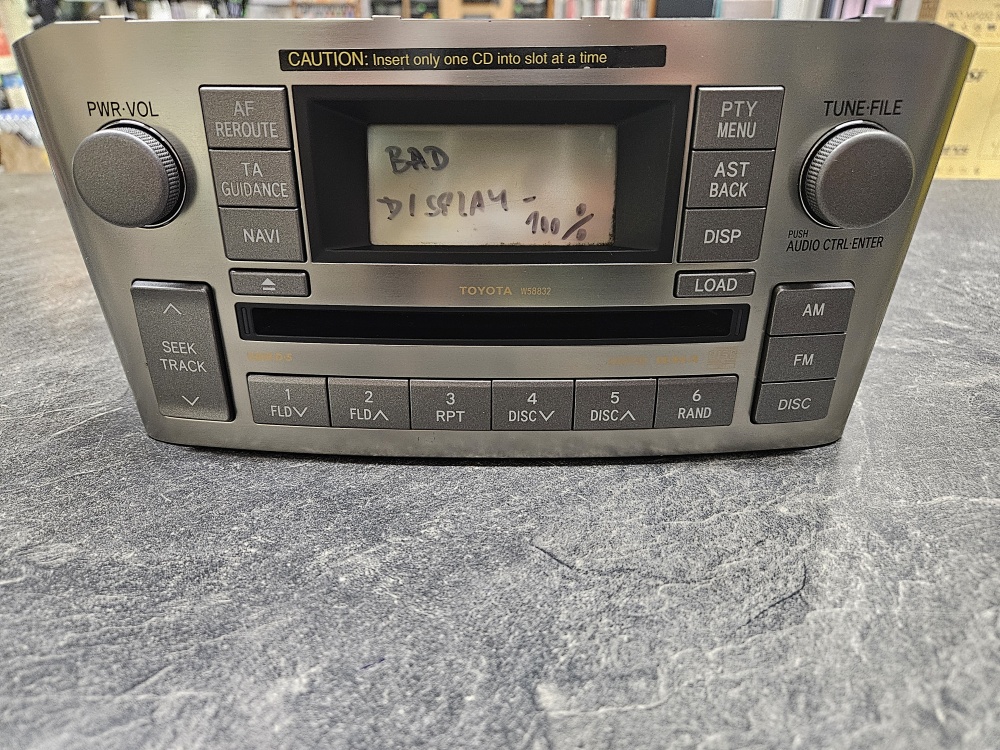 CAUTION: Insert only one CD into slot at a time
PWR·VOL
TUNE·FILE
AF
REROUTE
PTY
MENU
TA
GUIDANCE
AST
BACK
NAVI
DISP
BAD
DISPLAY -
100%
PUSH
AUDIO CTRL·ENTER
LOAD
TOYOTA W58832
SEEK
TRACK
AM
FM
DISC
1
FLD
2
FLD
3
RPT
4
DISC
5
DISC
6
RAND